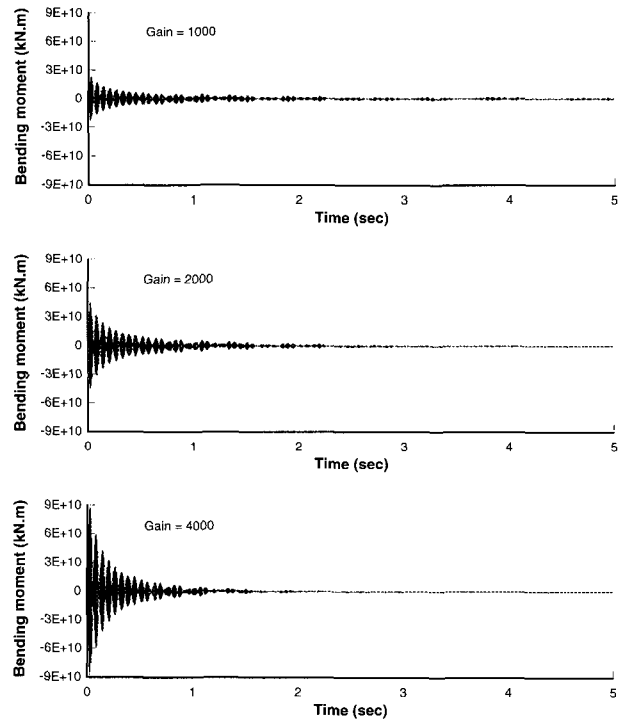 Bending moment (kN.m)
9E+10
6E+10
3E+10
0
-3E+10
-6E+10
-9E+10
Gain = 1000
0 1 2 3 4 5
Time (sec)
Bending moment (kN.m)
9E+10
6E+10
3E+10
0
-3E+10
-6E+10
-9E+10
Gain = 2000
0 1 2 3 4 5
Time (sec)
Bending moment (kN.m)
9E+10
6E+10
3E+10
0
-3E+10
-6E+10
-9E+10
Gain = 4000
0 1 2 3 4 5
Time (sec)